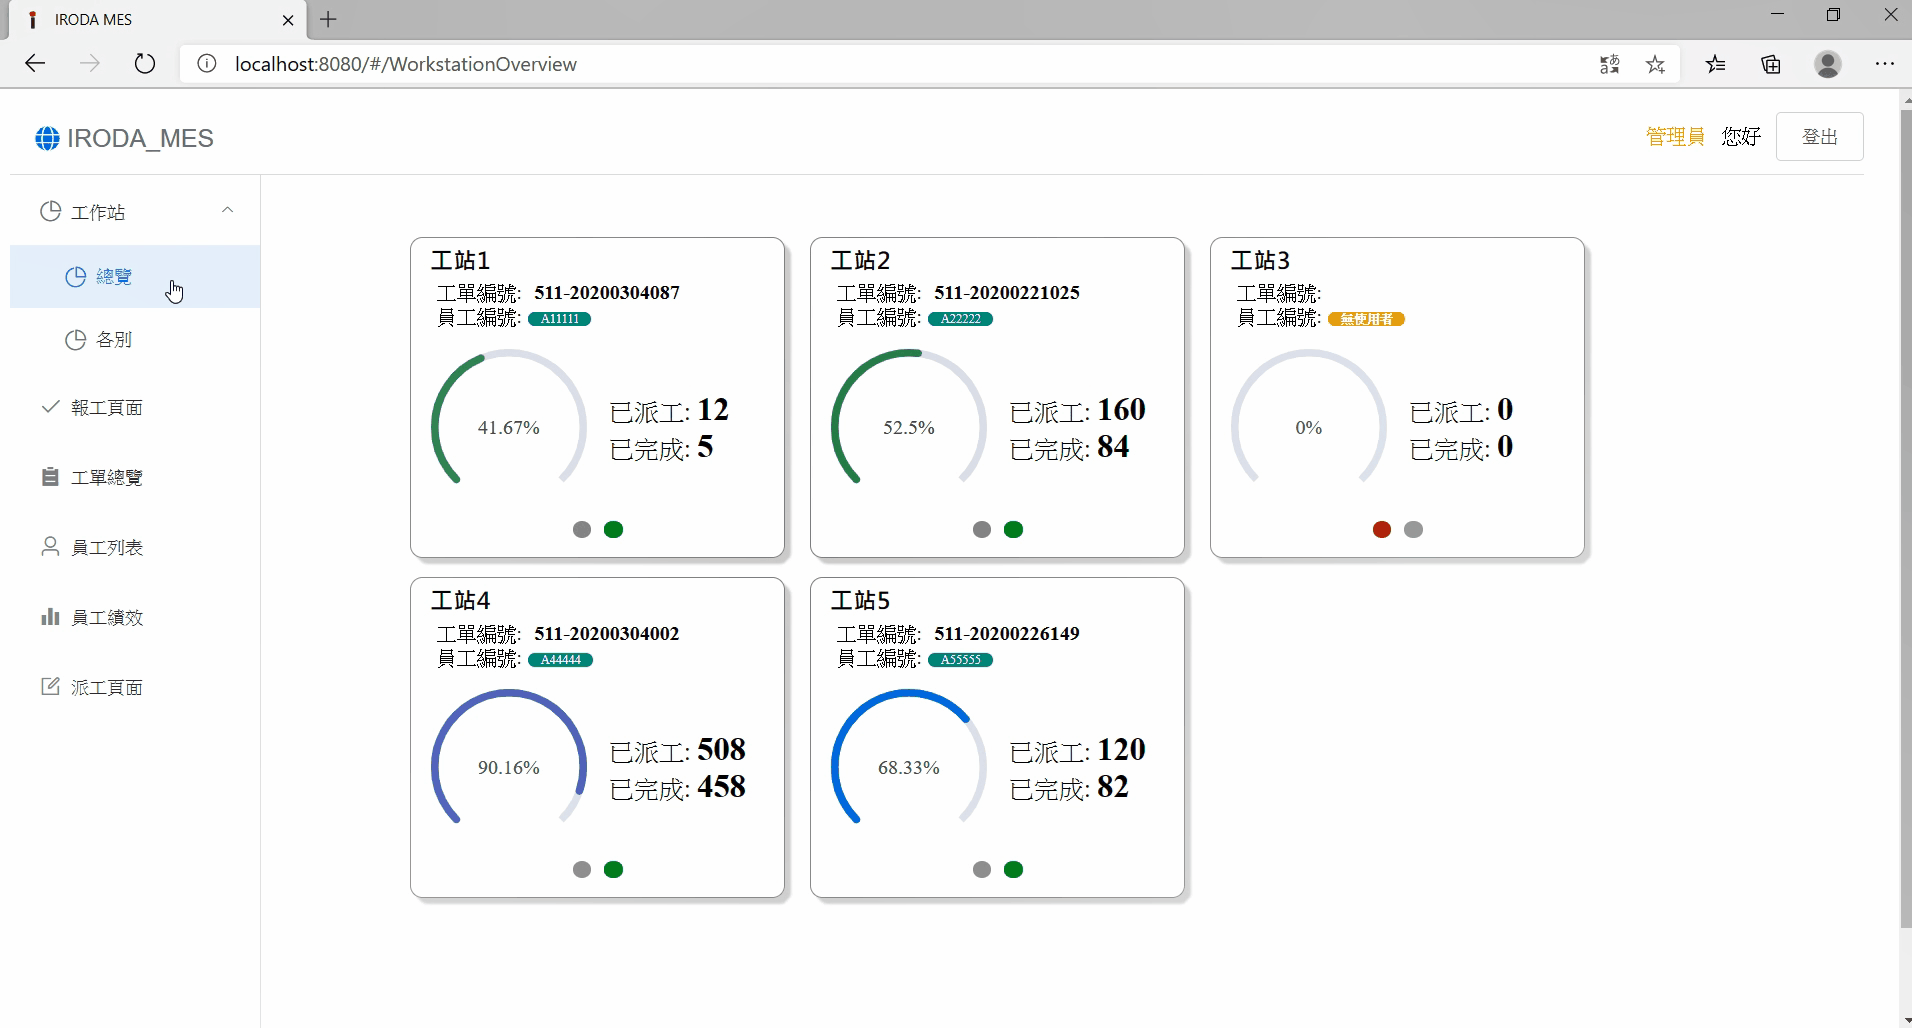 IRODA MES
localhost:8080/#/WorkstationOverview
IRODA_MES
管理員 您好 登出
工作站
總覽
各別
報工頁面
工單總覽
員工列表
員工績效
派工頁面
工站1
工單編號: 511-20200304087
員工編號: A11111
41.67%
已派工: 12
已完成: 5
工站2
工單編號: 511-20200221025
員工編號: A22222
52.5%
已派工: 160
已完成: 84
工站3
工單編號:
員工編號: 無使用者
0%
已派工: 0
已完成: 0
工站4
工單編號: 511-20200304002
員工編號: A44444
90.16%
已派工: 508
已完成: 458
工站5
工單編號: 511-20200226149
員工編號: A55555
68.33%
已派工: 120
已完成: 82